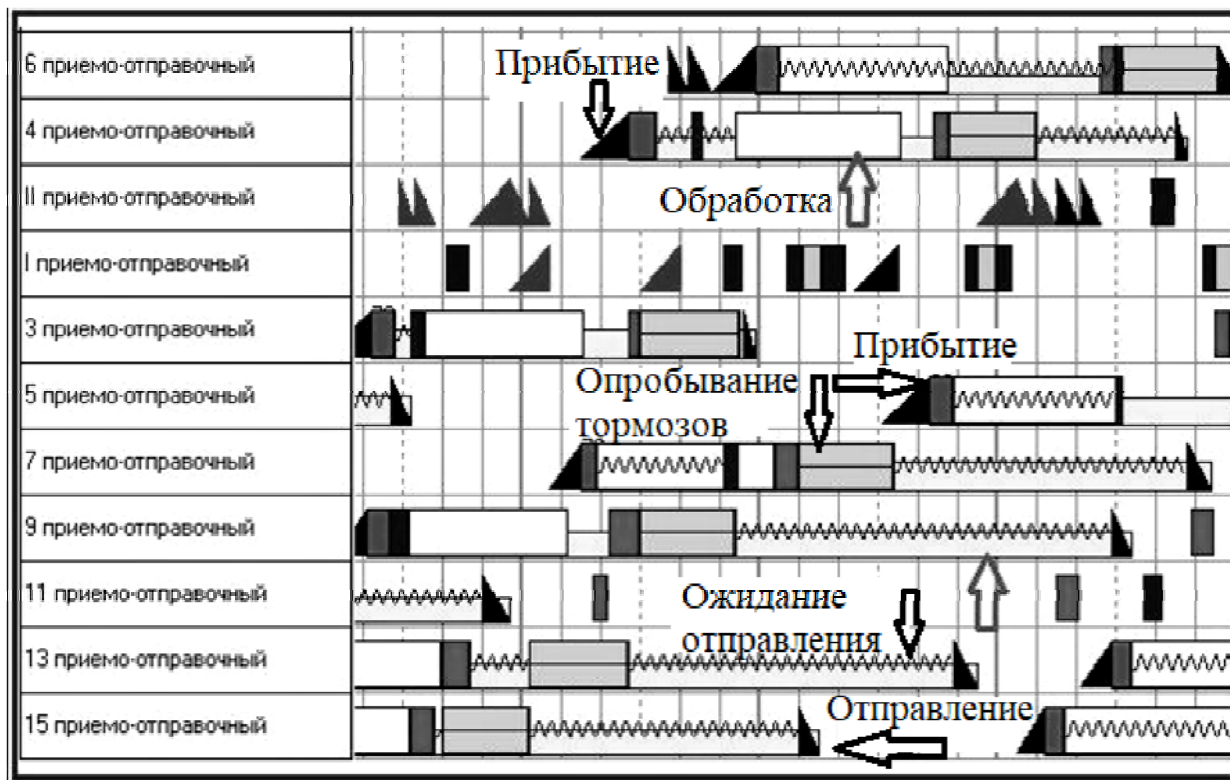 6 приемо-отправочный
Прибытие
4 приемо-отправочный
II приемо-отправочный
Обработка
I приемо-отправочный
3 приемо-отправочный
Прибытие
5 приемо-отправочный
Опробывание
тормозов
7 приемо-отправочный
9 приемо-отправочный
11 приемо-отправочный
Ожидание
отправления
13 приемо-отправочный
15 приемо-отправочный
Отправление